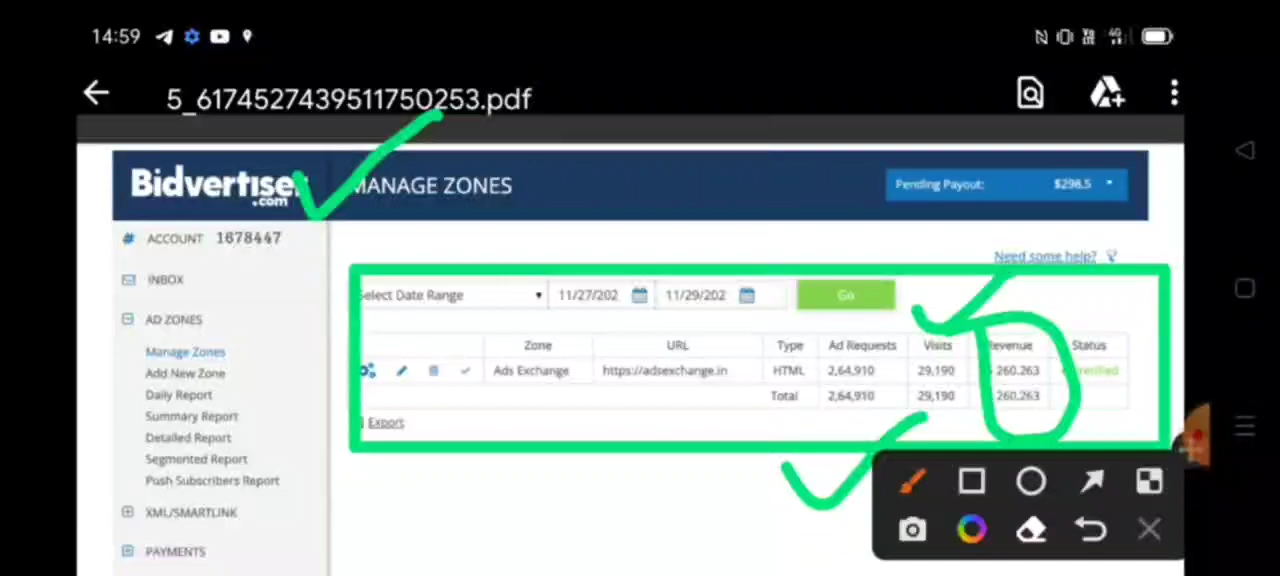 14:59
5_6174527439511750253.pdf
Bidvertiser
.com
MANAGE ZONES
Pending Payout: $298.5
# ACCOUNT 1678447
Need some help?
INBOX
Select Date Range 11/27/202 11/29/202 Go
AD ZONES
Zone URL Type Ad Requests Visits Revenue Status
Manage Zones
Ads Exchange https://adsexchange.in HTML 2,64,910 29,190 260.263
Add New Zone
Total 2,64,910 29,190 260.263
Daily Report
Summary Report
Export
Detailed Report
Segmented Report
Push Subscribers Report
XML/SMARTLINK
PAYMENTS